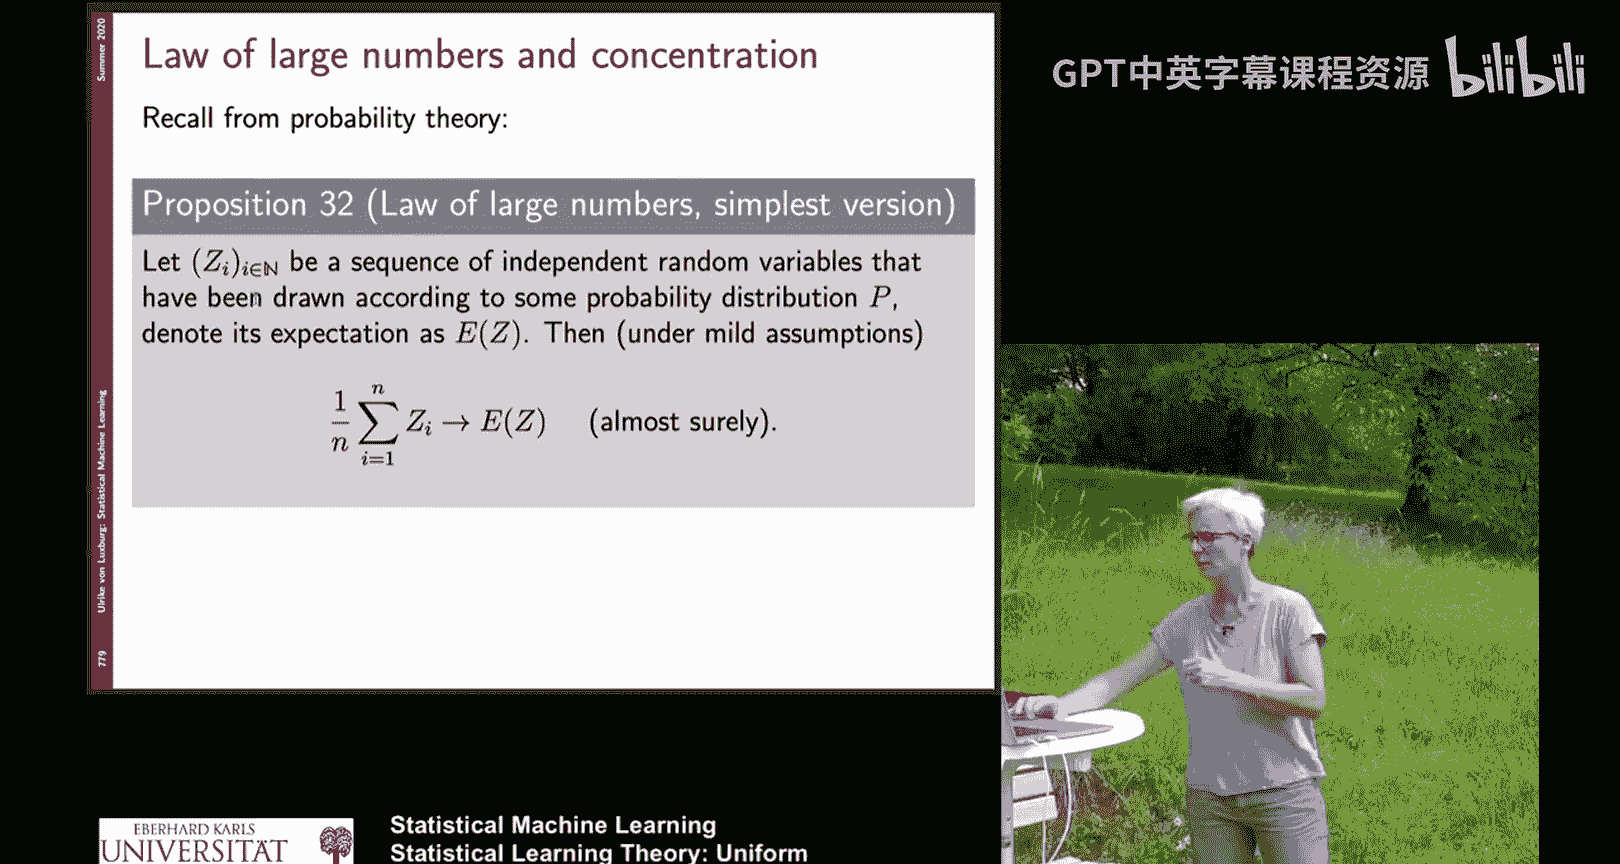 Law of large numbers and concentration
Recall from probability theory:
Proposition 32 (Law of large numbers, simplest version)
Let (Z_i)_{i∈ℕ} be a sequence of independent random variables that
have been drawn according to some probability distribution P,
denote its expectation as E(Z). Then (under mild assumptions)
1/n ∑_{i=1}^{n} Z_i → E(Z) (almost surely).
Summer 2020
Ulrike von Luxburg: Statistical Machine Learning
779
GPT中英字幕课程资源
bilibili
EBERHARD KARLS
UNIVERSITÄT
Statistical Machine Learning
Statistical Learning Theory: Uniform